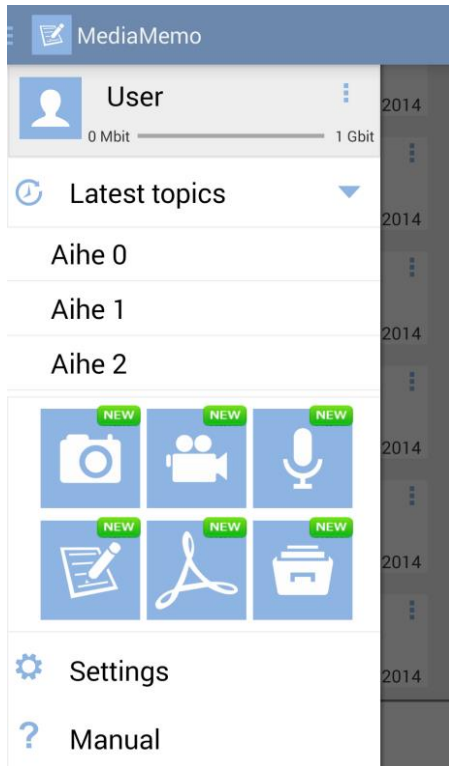 MediaMemo
User
0 Mbit 1 Gbit
Latest topics
Aihe 0
Aihe 1
Aihe 2
NEW NEW NEW
NEW NEW NEW
Settings
? Manual
2014
2014
2014
2014
2014
2014